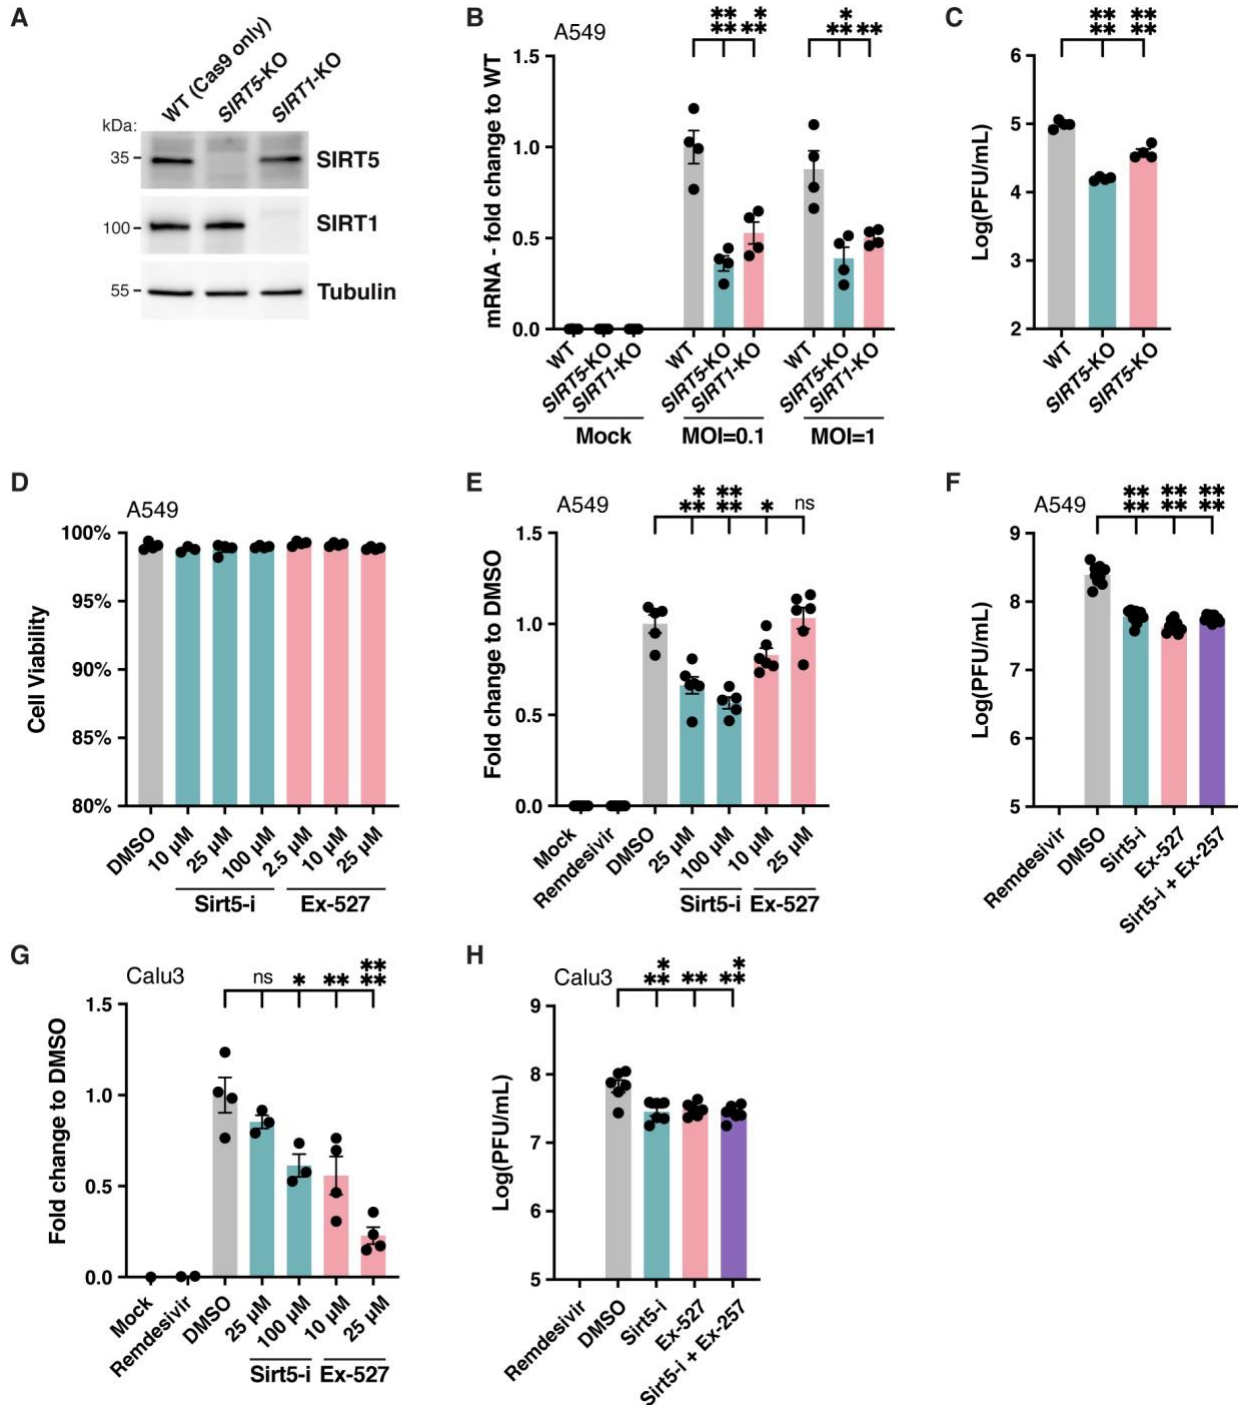 A
WT (Cas9 only)
SIRT5-KO
SIRT1-KO
kDa:
35
SIRT5
100
SIRT1
55
Tubulin
B
A549
** **
* **
* **
**
mRNA - fold change to WT
1.5
1.0
0.5
0.0
WT
SIRT5-KO
SIRT1-KO
WT
SIRT5-KO
SIRT1-KO
WT
SIRT5-KO
SIRT1-KO
Mock
MOI=0.1
MOI=1
C
** **
** **
Log(PFU/mL)
6
5
4
3
2
WT
SIRT5-KO
SIRT5-KO
D
A549
Cell Viability
100%
95%
90%
85%
80%
DMSO
10 µM
25 µM
100 µM
2.5 µM
10 µM
25 µM
Sirt5-i
Ex-527
E
A549
* **
** **
*
ns
Fold change to DMSO
1.5
1.0
0.5
0.0
Mock
Remdesivir
DMSO
25 µM
100 µM
10 µM
25 µM
Sirt5-i
Ex-527
F
A549
** **
** **
** **
Log(PFU/mL)
9
8
7
6
5
Remdesivir
DMSO
Sirt5-i
Ex-527
Sirt5-i + Ex-257
G
Calu3
ns
*
**
** **
Fold change to DMSO
1.5
1.0
0.5
0.0
Mock
Remdesivir
DMSO
25 µM
100 µM
10 µM
25 µM
Sirt5-i
Ex-527
H
Calu3
* **
**
* **
Log(PFU/mL)
9
8
7
6
5
Remdesivir
DMSO
Sirt5-i
Ex-527
Sirt5-i + Ex-257